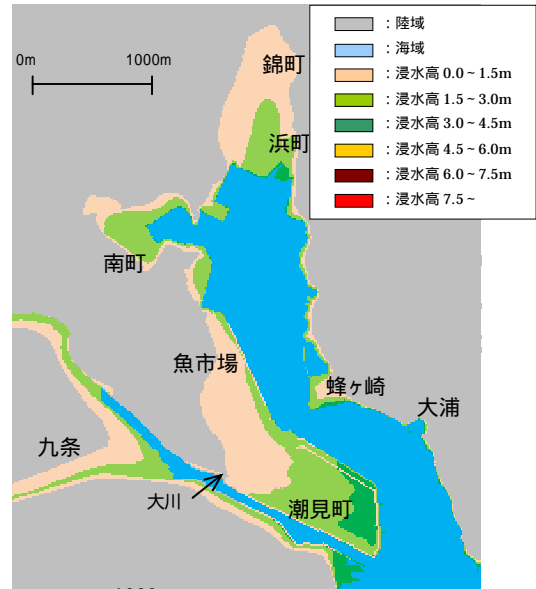 0m 1000m
：陸域
：海域
：浸水高 0.0～1.5m
：浸水高 1.5～3.0m
：浸水高 3.0～4.5m
：浸水高 4.5～6.0m
：浸水高 6.0～7.5m
：浸水高 7.5～
錦町
浜町
南町
魚市場
蜂ヶ崎
大浦
九条
大川
潮見町